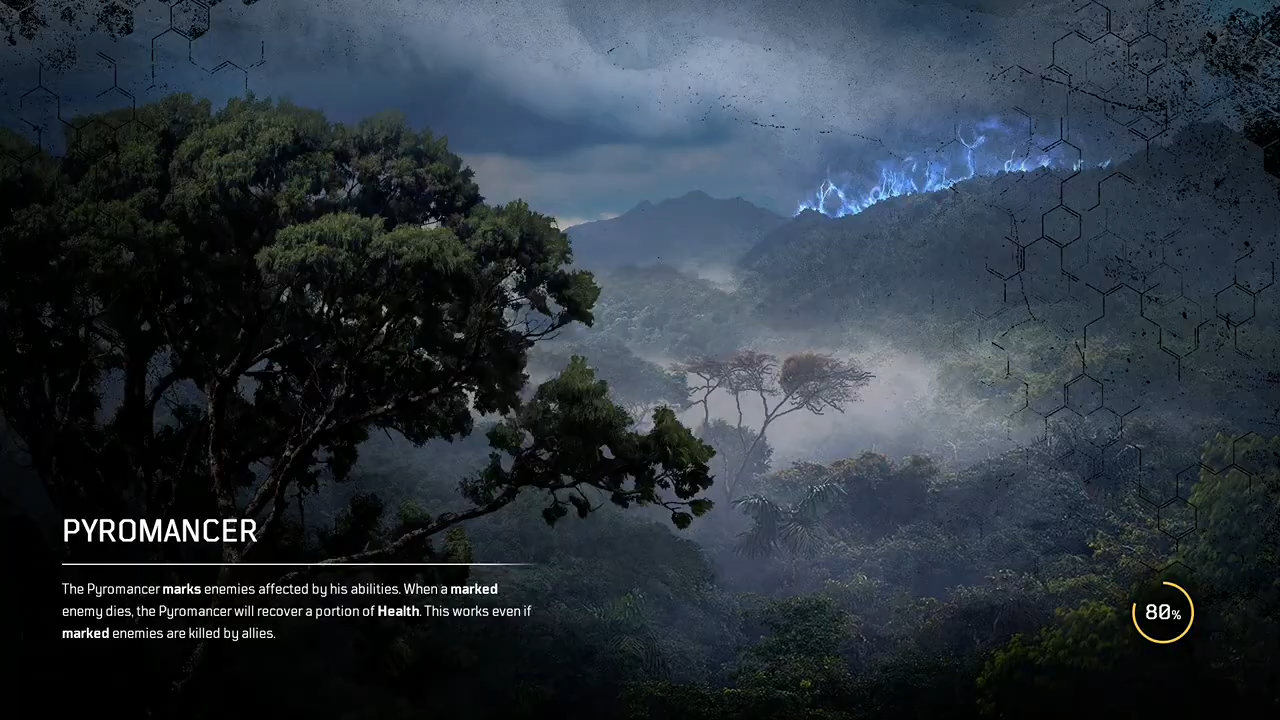 PYROMANCER
The Pyromancer marks enemies affected by his abilities. When a marked
enemy dies, the Pyromancer will recover a portion of Health. This works even if
marked enemies are killed by allies.
80%